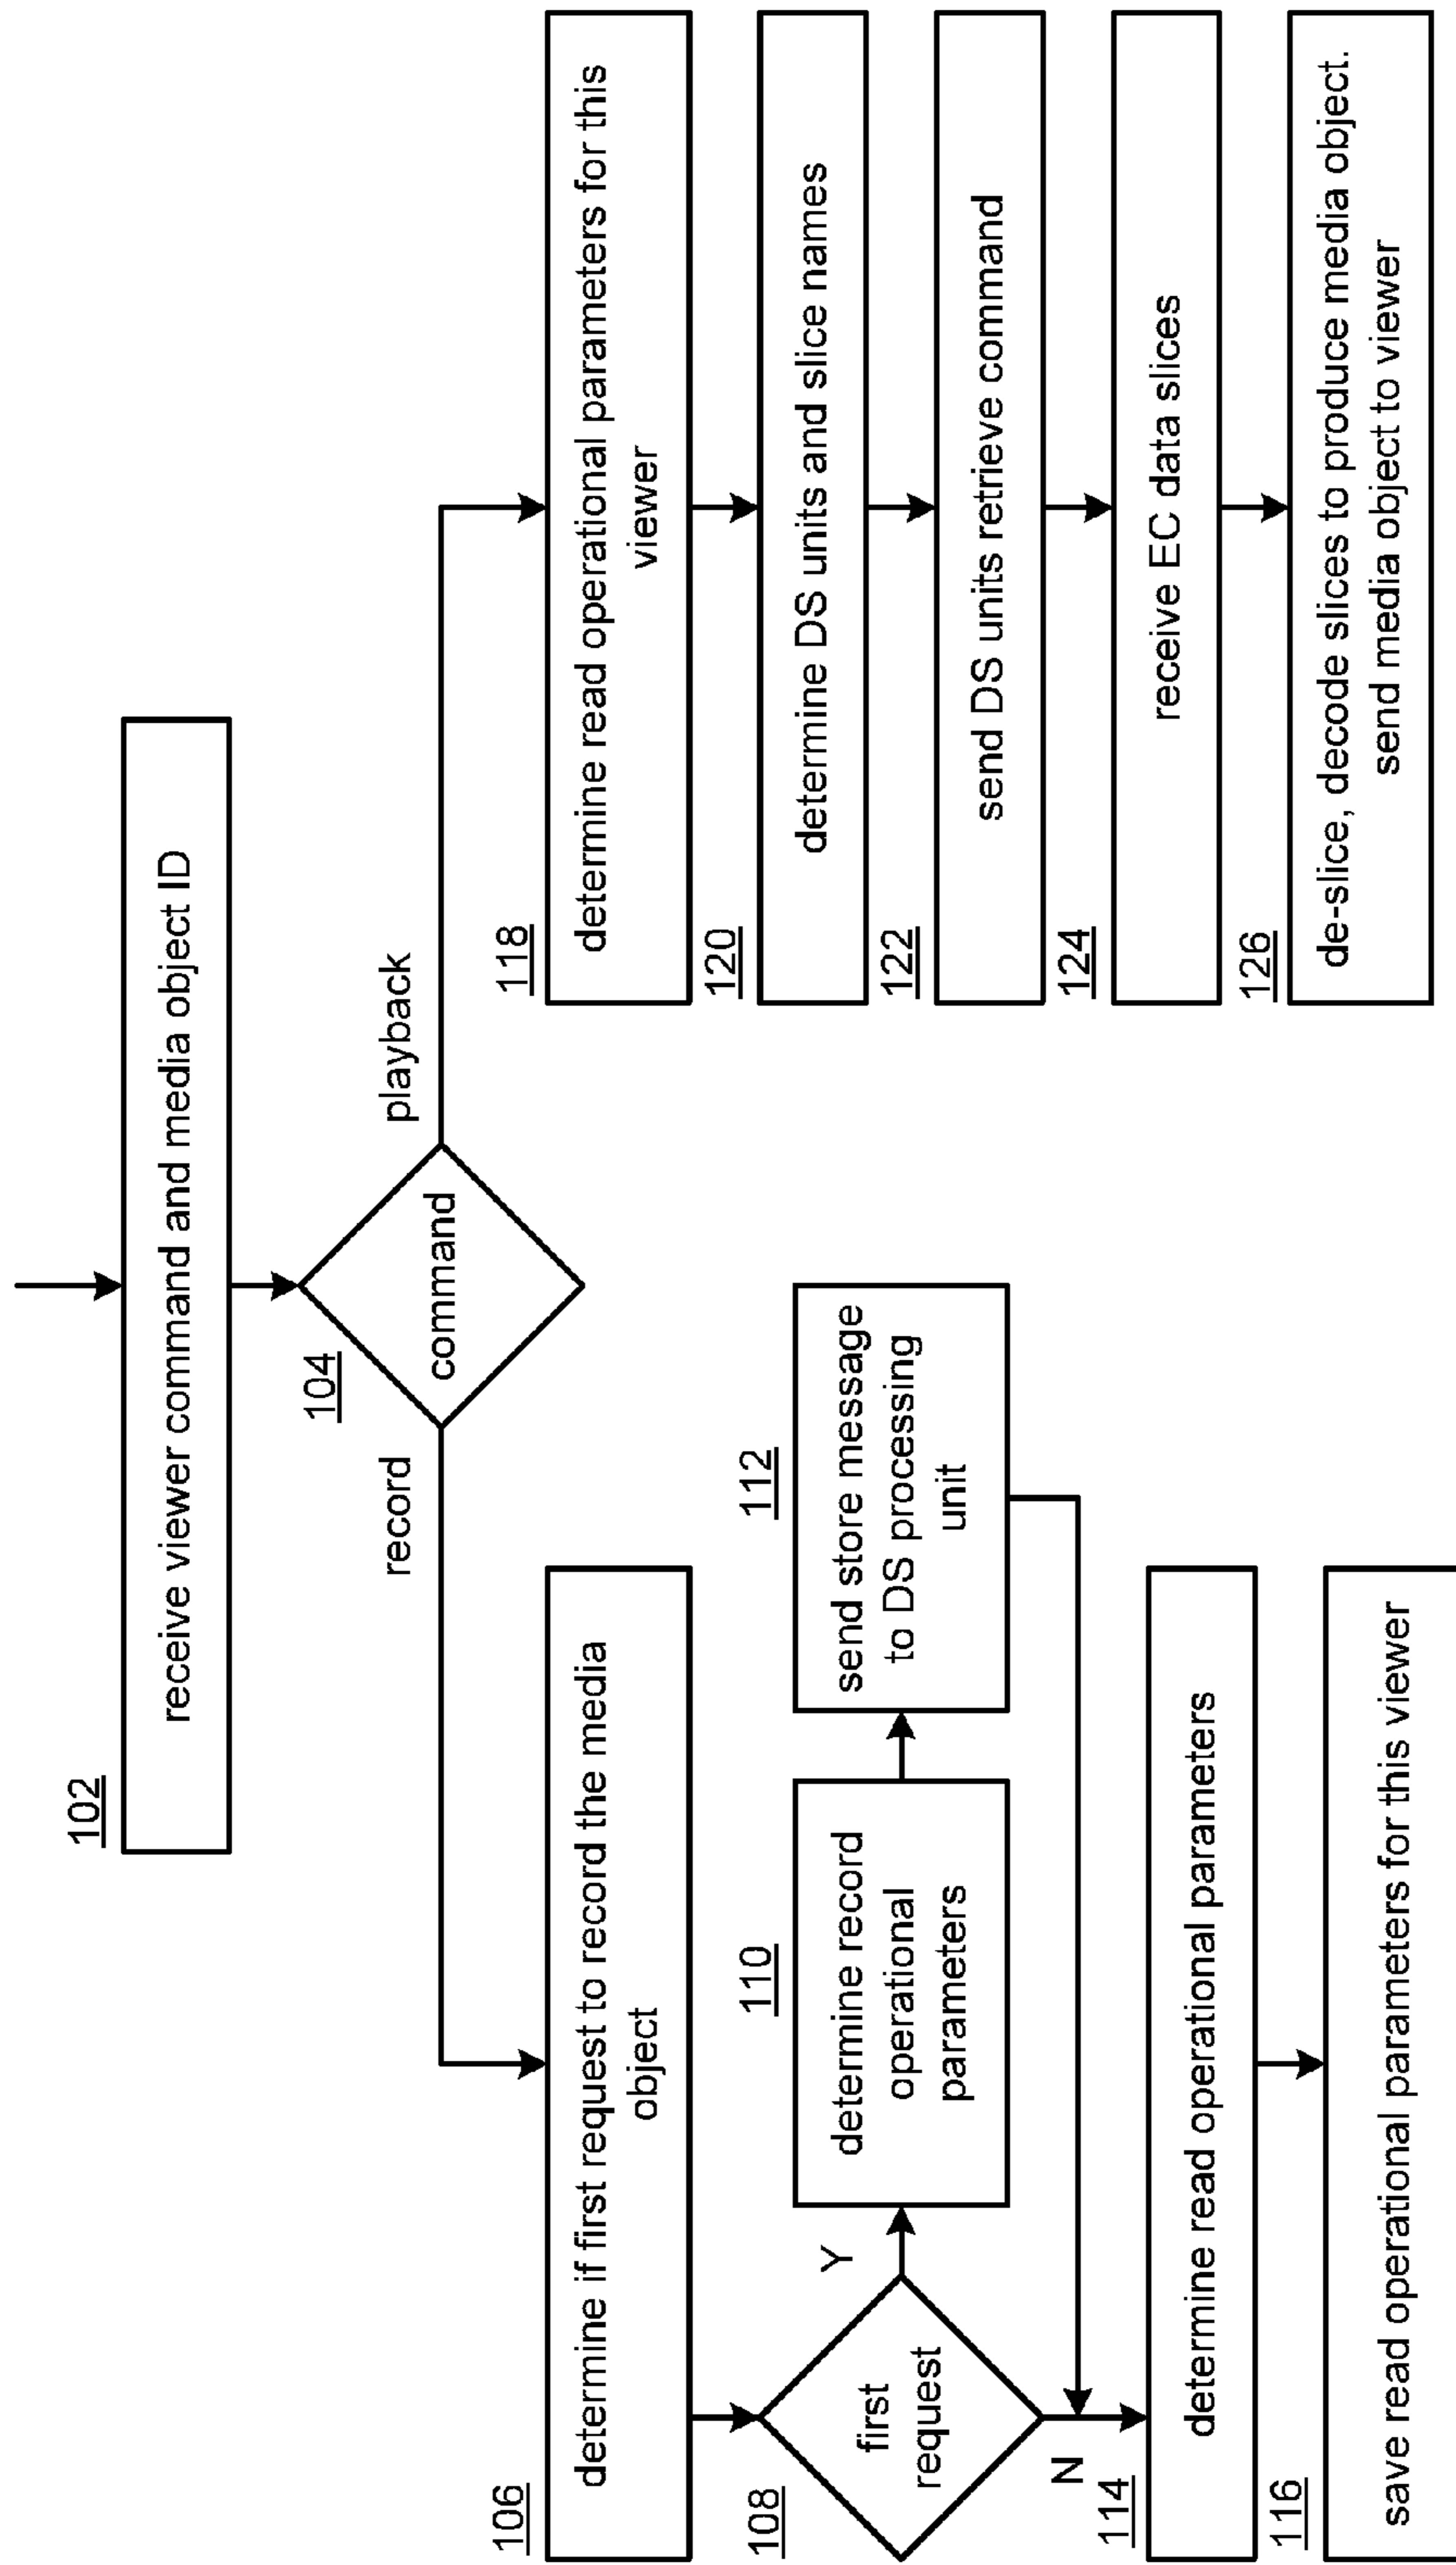 102
receive viewer command and media object ID
104
command
record
playback
106
determine if first request to record the media
object
108
first
request
Y
N
110
determine record
operational
parameters
112
send store message
to DS processing
unit
114
determine read operational parameters
116
save read operational parameters for this viewer
118
determine read operational parameters for this
viewer
120
determine DS units and slice names
122
send DS units retrieve command
124
receive EC data slices
126
de-slice, decode slices to produce media object.
send media object to viewer